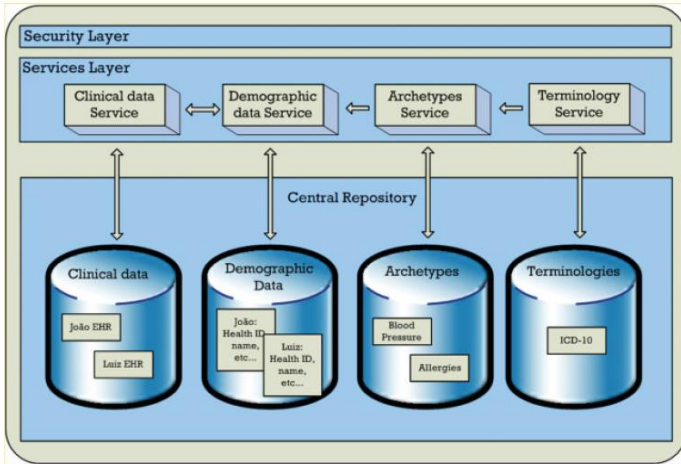 Security Layer
Services Layer
Clinical data
Service
Demographic
data Service
Archetypes
Service
Terminology
Service
Central Repository
Clinical data
João EHR
Luiz EHR
Demographic
Data
João:
Health ID,
name,
etc...
Luiz:
Health ID,
name,
etc...
Archetypes
Blood
Pressure
Allergies
Terminologies
ICD-10